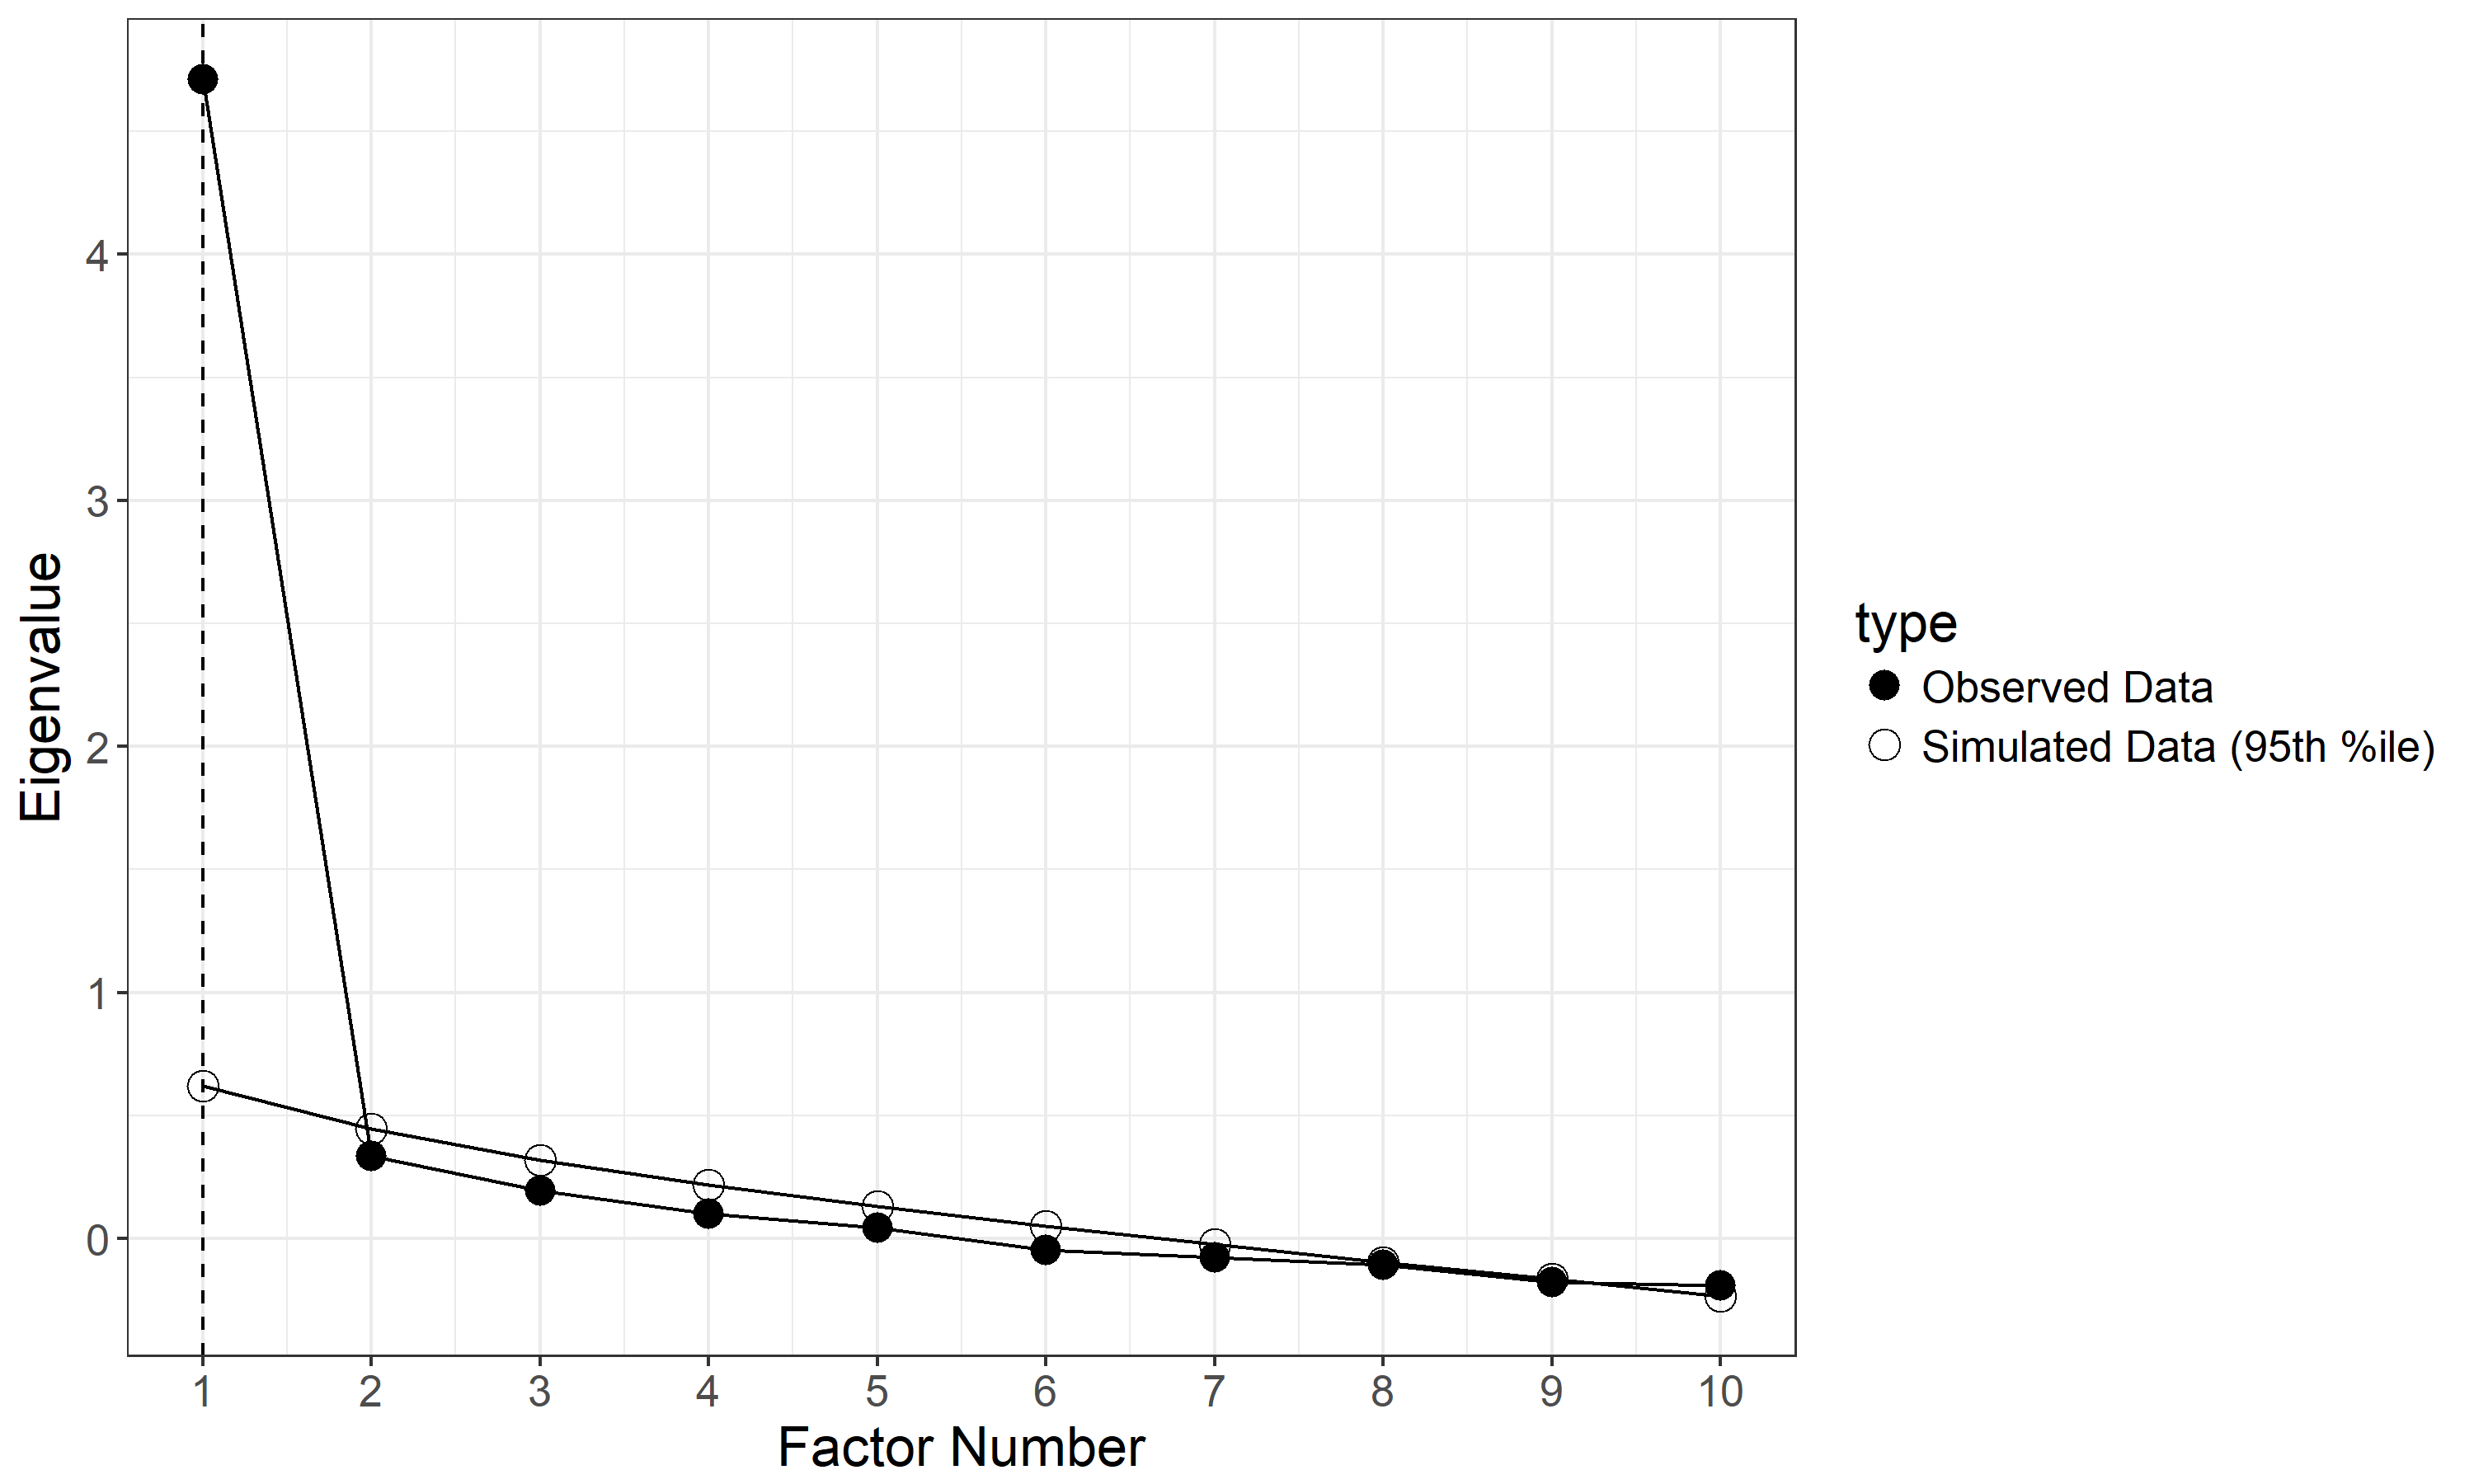 Eigenvalue
4
3
2
1
0
1 2 3 4 5 6 7 8 9 10
Factor Number
type
Observed Data
Simulated Data (95th %ile)